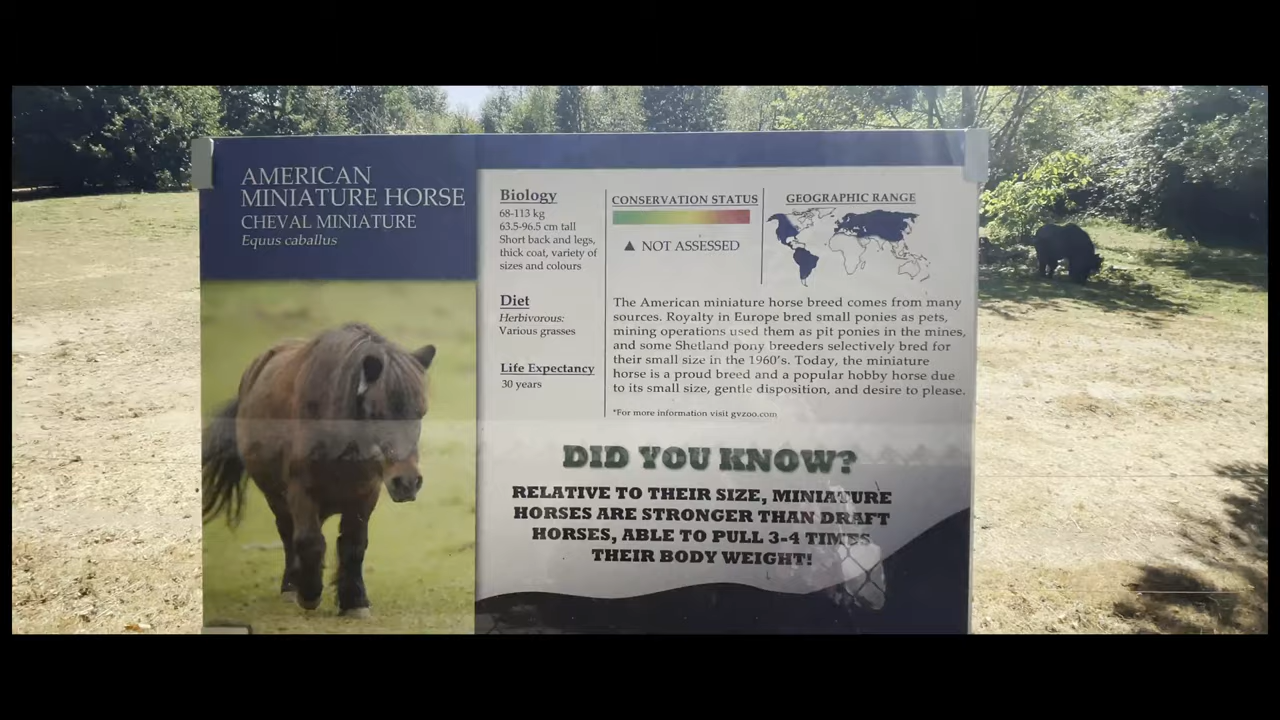 AMERICAN
MINIATURE HORSE
CHEVAL MINIATURE
Equus caballus
Biology
68-113 kg
63.5-96.5 cm tall
Short back and legs,
thick coat, variety of
sizes and colours
Diet
Herbivorous:
Various grasses
Life Expectancy
30 years
CONSERVATION STATUS
▲ NOT ASSESSED
GEOGRAPHIC RANGE
The American miniature horse breed comes from many
sources. Royalty in Europe bred small ponies as pets,
mining operations used them as pit ponies in the mines,
and some Shetland pony breeders selectively bred for
their small size in the 1960's. Today, the miniature
horse is a proud breed and a popular hobby horse due
to its small size, gentle disposition, and desire to please.
*For more information visit gvzoo.com
DID YOU KNOW?
RELATIVE TO THEIR SIZE, MINIATURE
HORSES ARE STRONGER THAN DRAFT
HORSES, ABLE TO PULL 3-4 TIMES
THEIR BODY WEIGHT!